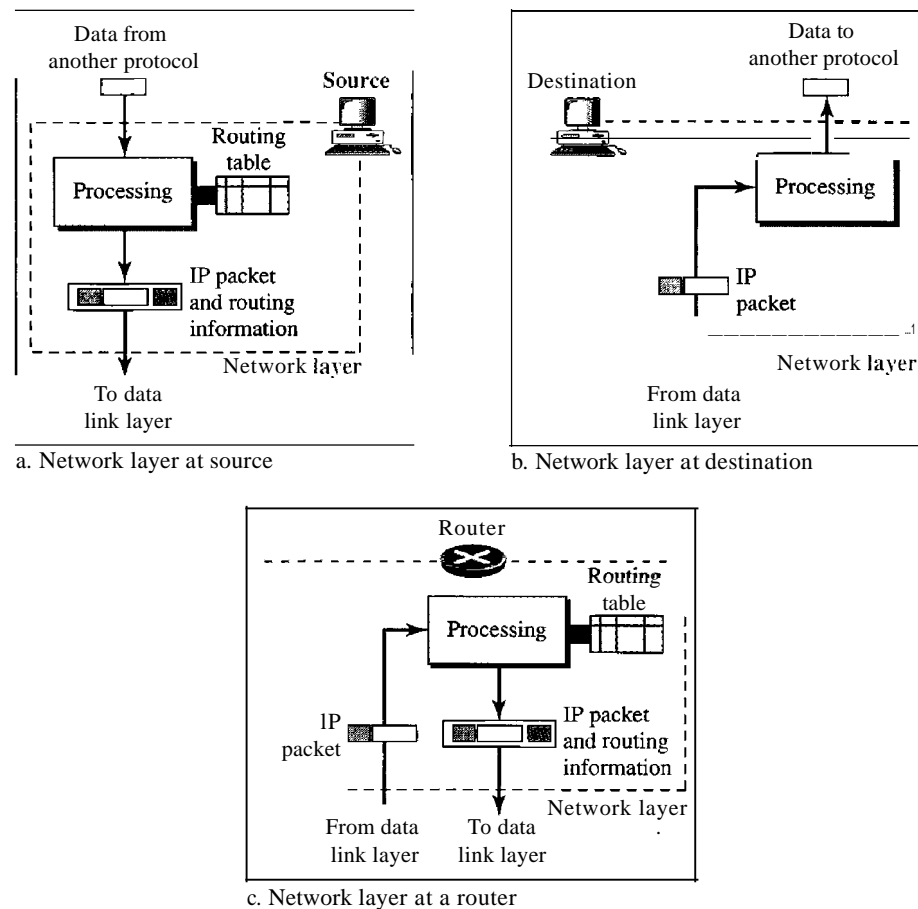 Data from
another protocol
Source
Routing
table
Processing
IP packet
and routing
information
Network layer
To data
link layer
a. Network layer at source
Data to
another protocol
Destination
Processing
IP
packet
Network layer
From data
link layer
b. Network layer at destination
Router
Routing
table
Processing
1P
packet
IP packet
and routing
information
Network layer
From data
link layer
To data
link layer
c. Network layer at a router